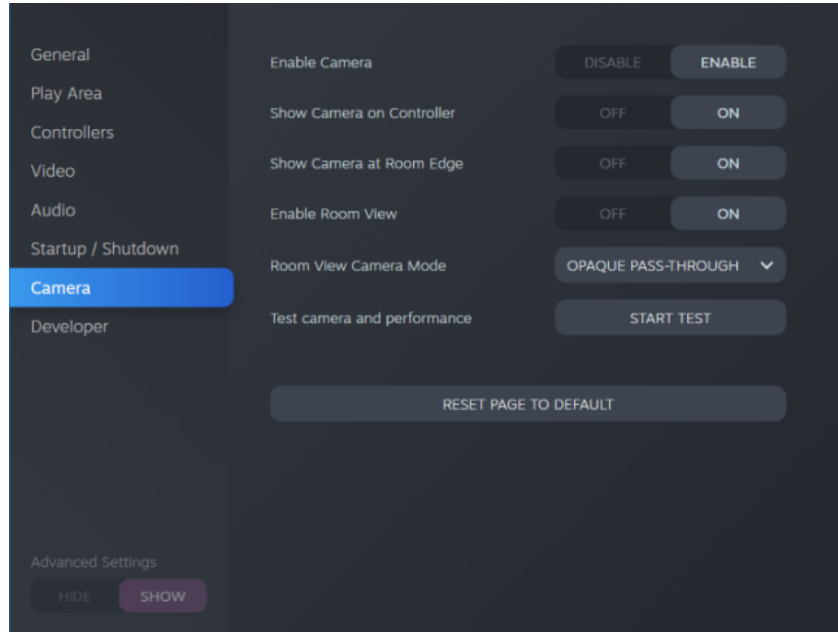 General
Play Area
Controllers
Video
Audio
Startup / Shutdown
Camera
Developer
Advanced Settings
HIDE SHOW
Enable Camera DISABLE ENABLE
Show Camera on Controller OFF ON
Show Camera at Room Edge OFF ON
Enable Room View OFF ON
Room View Camera Mode OPAQUE PASS-THROUGH
Test camera and performance START TEST
RESET PAGE TO DEFAULT